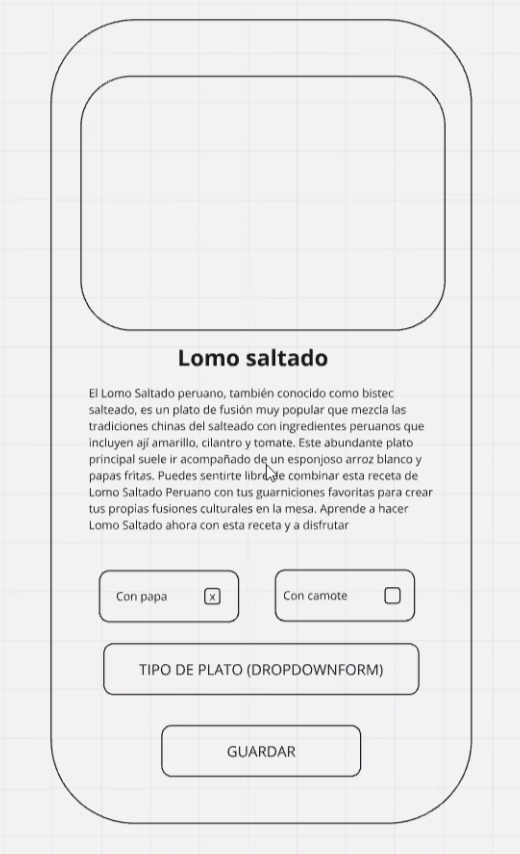 Lomo saltado
El Lomo Saltado peruano, también conocido como bistec
salteado, es un plato de fusión muy popular que mezcla las
tradiciones chinas del salteado con ingredientes peruanos que
incluyen ají amarillo, cilantro y tomate. Este abundante plato
principal suele ir acompañado de un esponjoso arroz blanco y
papas fritas. Puedes sentirte libre de combinar esta receta de
Lomo Saltado Peruano con tus guarniciones favoritas para crear
tus propias fusiones culturales en la mesa. Aprende a hacer
Lomo Saltado ahora con esta receta y a disfrutar
Con papa x Con camote
TIPO DE PLATO (DROPDOWNFORM)
GUARDAR